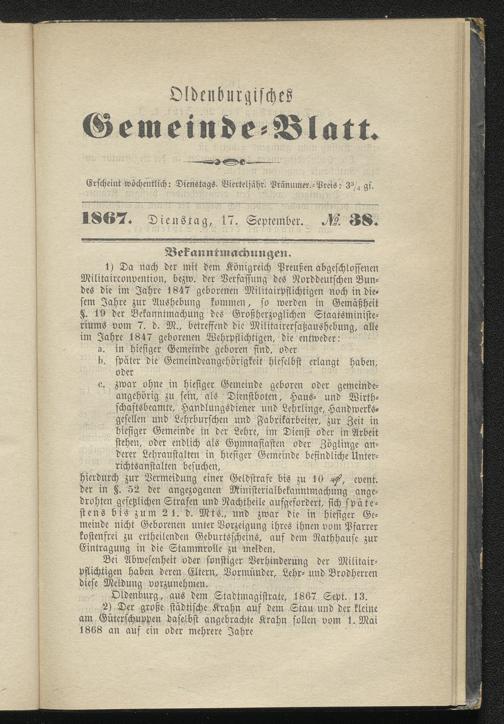 Oldenburgisches
Gemeinde-Blatt.
Erscheint wöchentlich: Dienstags. Vierteljähr. Pränumer.-Preis: 3¾ gf.
1867. Dienstag, 17. September. № 38.
Bekanntmachungen.
1) Da nach der mit dem Königreich Preußen abgeschlossenen
Militairconvention, bezw. der Verfassung des Norddeutschen Bun-
des die im Jahre 1847 geborenen Militairpflichtigen noch in die-
sem Jahre zur Aushebung kommen, so werden in Gemäßheit
§. 19 der Bekanntmachung des Großherzoglichen Staatsministe-
riums vom 7. d. M., betreffend die Militairersatzaushebung, alle
im Jahre 1847 geborenen Wehrpflichtigen, die entweder:
a. in hiesiger Gemeinde geboren sind, oder
b. später die Gemeindeangehörigkeit hieselbst erlangt haben,
oder
c. zwar ohne in hiesiger Gemeinde geboren oder gemeinde-
angehörig zu sein, als Dienstboten, Haus- und Wirth-
schaftsbeamte, Handlungsdiener und Lehrlinge, Handwerks-
gesellen und Lehrburschen und Fabrikarbeiter, zur Zeit in
hiesiger Gemeinde in der Lehre, im Dienst oder in Arbeit
stehen, oder endlich als Gymnasiasten oder Zöglinge an-
derer Lehranstalten in hiesiger Gemeinde befindliche Unter-
richtsanstalten besuchen,
hierdurch zur Vermeidung einer Geldstrafe bis zu 10 ₰, event.
der in §. 52 der angezogenen Ministerialbekanntmachung ange-
drohten gesetzlichen Strafen und Nachtheile aufgefordert, sich späte-
stens bis zum 21. d. Mts., und zwar die in hiesiger Ge-
meinde nicht Geborenen unter Vorzeigung ihres ihnen vom Pfarrer
kostenfrei zu ertheilenden Geburtsscheins, auf dem Rathhause zur
Eintragung in die Stammrolle zu melden.
Bei Abwesenheit oder sonstiger Verhinderung der Militair-
pflichtigen haben deren Eltern, Vormünder, Lehr- und Brodherren
diese Meldung vorzunehmen.
Oldenburg, aus dem Stadtmagistrate, 1867 Sept. 13.
2) Der große städtische Krahn auf dem Stau und der kleine
am Güterschuppen daselbst angebrachte Krahn sollen vom 1. Mai
1868 an auf ein oder mehrere Jahre